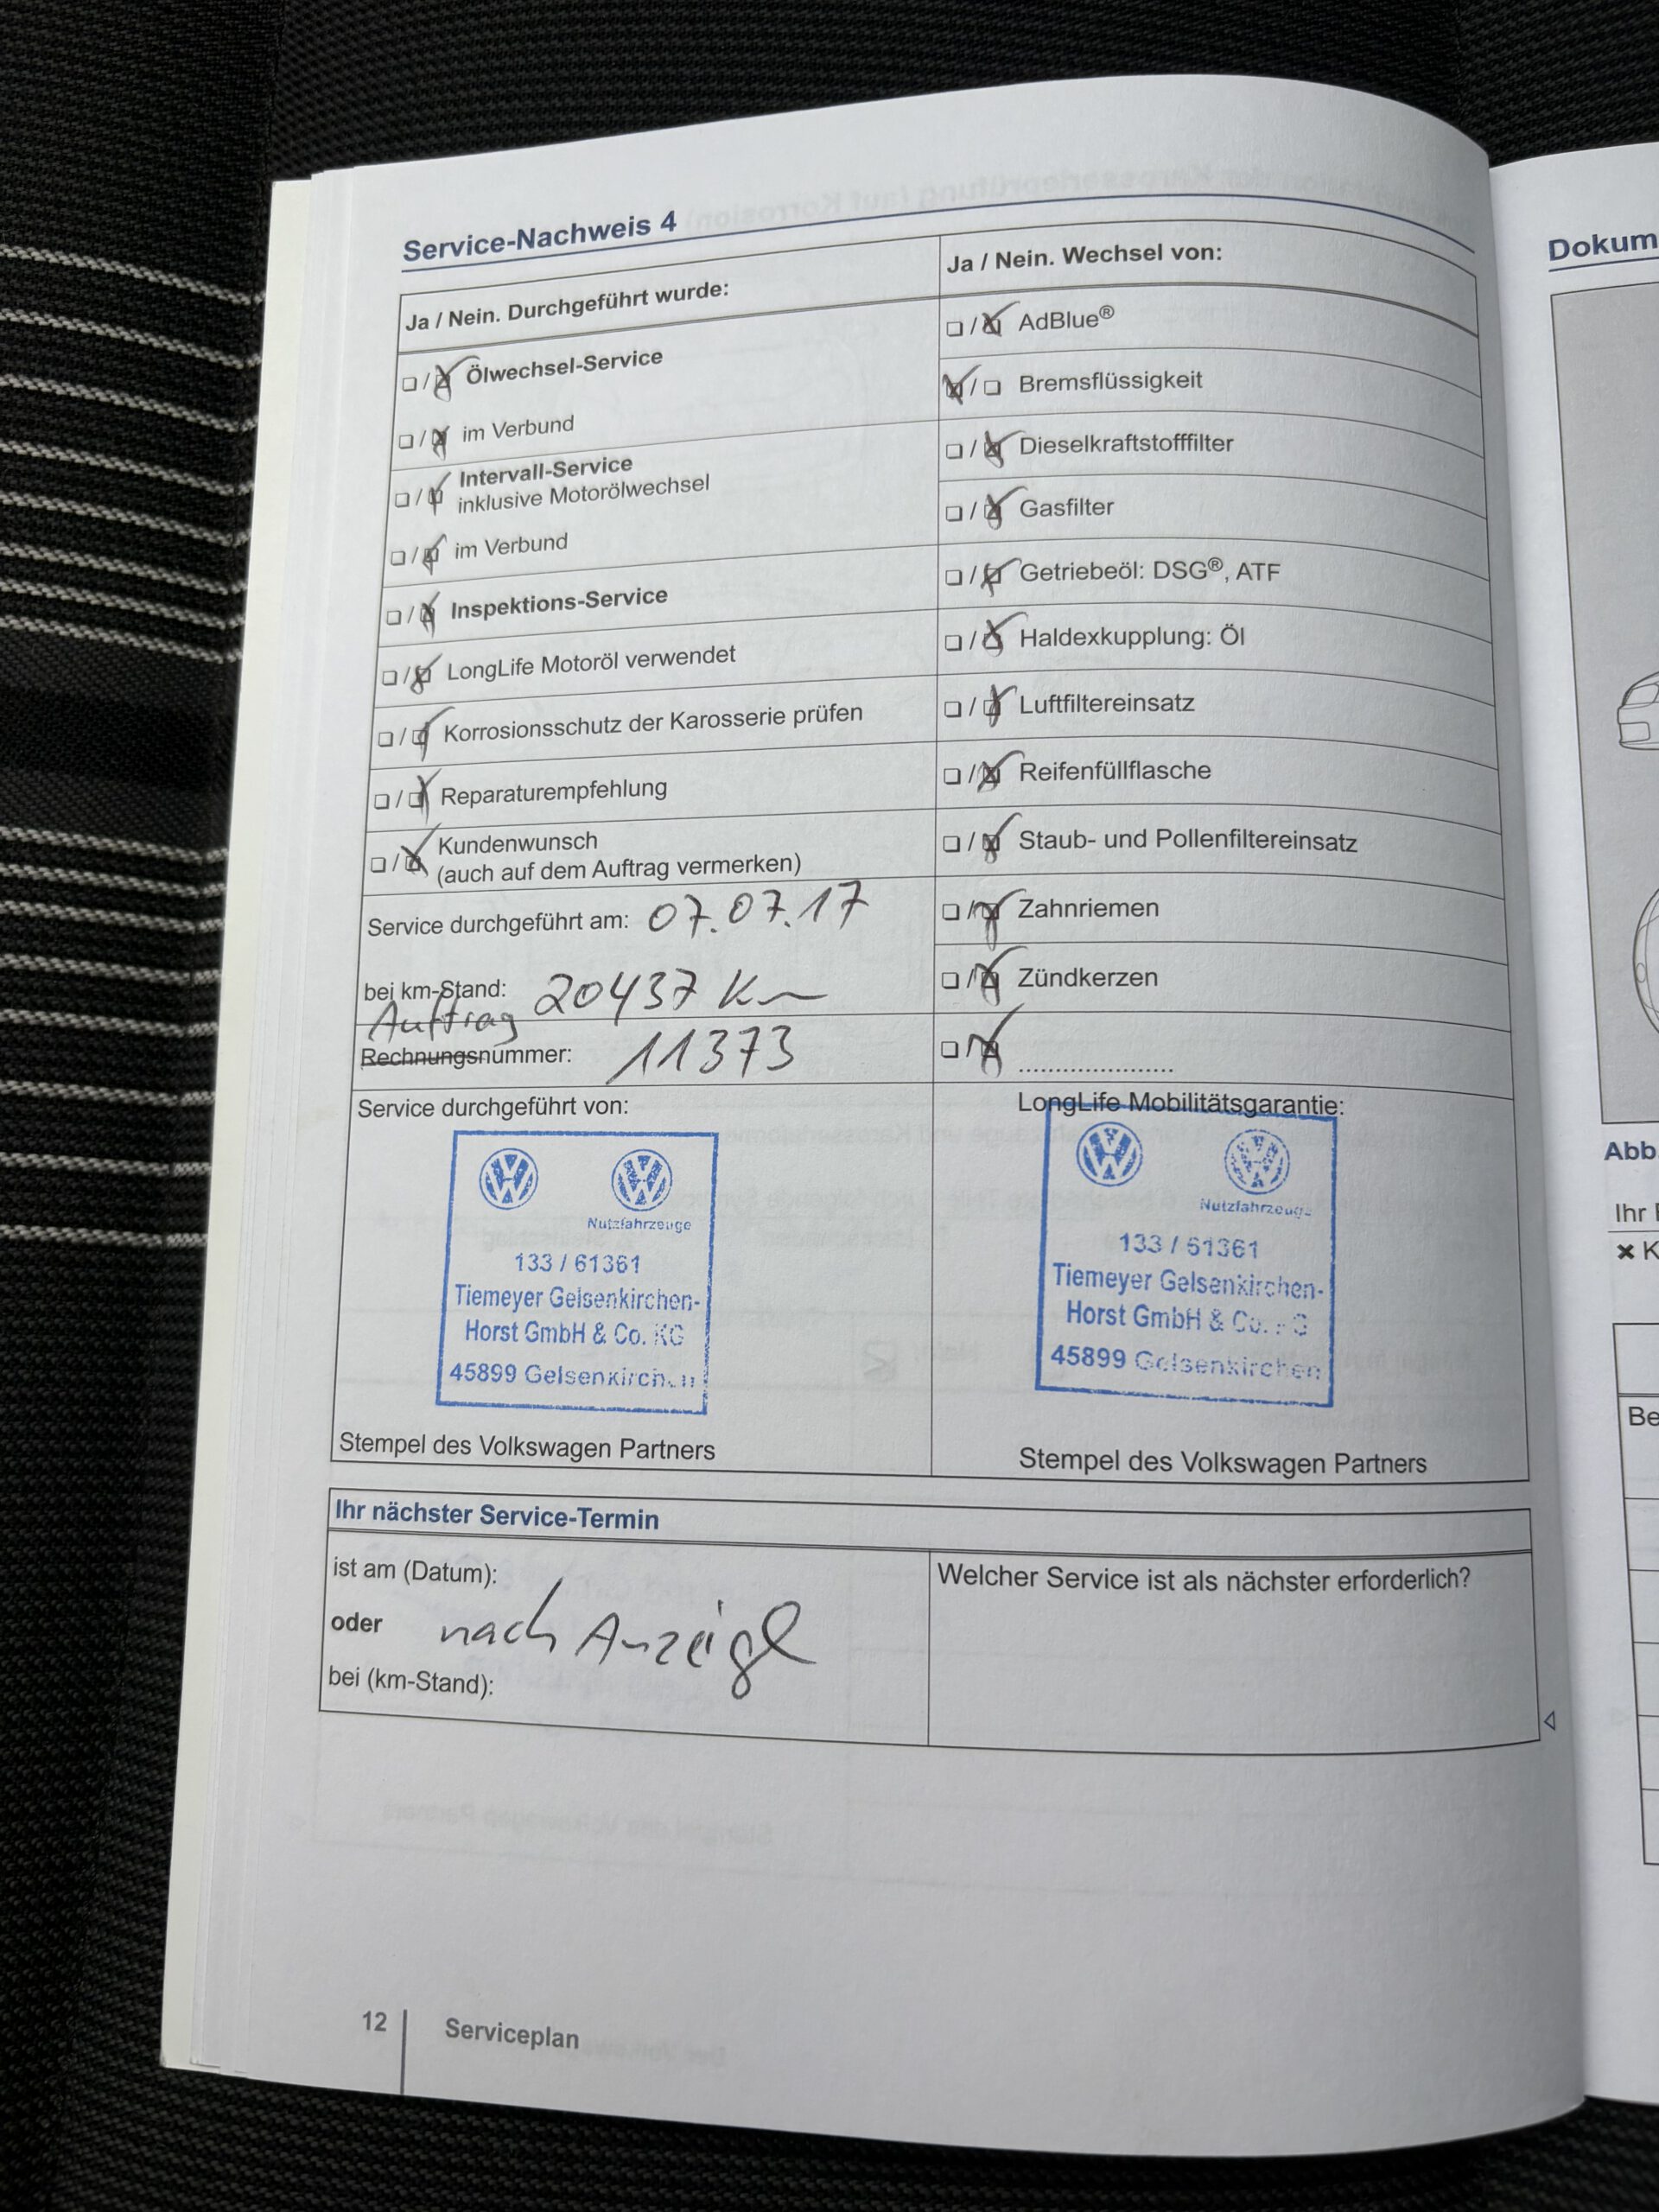 Service-Nachweis 4
Ja / Nein. Durchgeführt wurde:
☐ / ☒ Ölwechsel-Service
☐ / ☒ im Verbund
☐ / ☒ Intervall-Service
inklusive Motorölwechsel
☐ / ☒ im Verbund
☐ / ☒ Inspektions-Service
☐ / ☒ LongLife Motoröl verwendet
☐ / ☒ Korrosionsschutz der Karosserie prüfen
☐ / ☒ Reparaturempfehlung
☐ / ☒ Kundenwunsch
(auch auf dem Auftrag vermerken)
Service durchgeführt am: 07.07.17
bei km-Stand: 20437 Km
Auftrag
Rechnungsnummer: 11373
Service durchgeführt von:
Nutzfahrzeuge
133 / 61361
Tiemeyer Gelsenkirchen-
Horst GmbH & Co. KG
45899 Gelsenkirchen
Stempel des Volkswagen Partners
Ja / Nein. Wechsel von:
☐ / ☒ AdBlue®
☒ / ☐ Bremsflüssigkeit
☐ / ☒ Dieselkraftstofffilter
☐ / ☒ Gasfilter
☐ / ☒ Getriebeöl: DSG®, ATF
☐ / ☒ Haldexkupplung: Öl
☐ / ☒ Luftfiltereinsatz
☐ / ☒ Reifenfüllflasche
☐ / ☒ Staub- und Pollenfiltereinsatz
☐ / ☒ Zahnriemen
☐ / ☒ Zündkerzen
☐ / ☒ .....................
LongLife Mobilitätsgarantie:
Nutzfahrzeuge
133 / 61361
Tiemeyer Gelsenkirchen-
Horst GmbH & Co. KG
45899 Gelsenkirchen
Stempel des Volkswagen Partners
Ihr nächster Service-Termin
ist am (Datum):
oder nach Anzeige
bei (km-Stand):
Welcher Service ist als nächster erforderlich?
12 Serviceplan
Dokum
Abb
Ihr
× K
Be